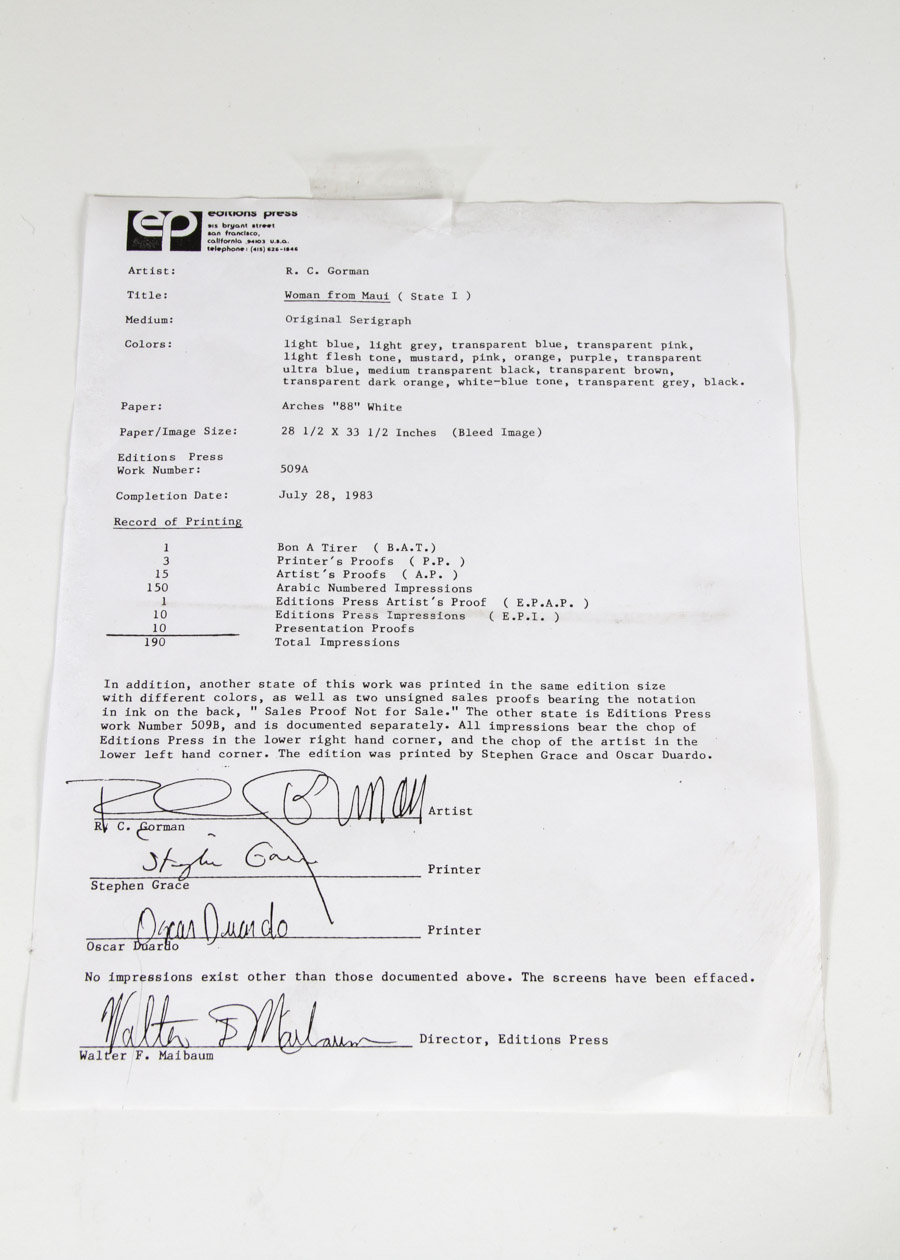 ep editions press
915 bryant street
san francisco,
california 94103 u.s.a.
telephone: (415) 626-1846
Artist: R. C. Gorman
Title: Woman from Maui ( State I )
Medium: Original Serigraph
Colors: light blue, light grey, transparent blue, transparent pink,
light flesh tone, mustard, pink, orange, purple, transparent
ultra blue, medium transparent black, transparent brown,
transparent dark orange, white-blue tone, transparent grey, black.
Paper: Arches "88" White
Paper/Image Size: 28 1/2 X 33 1/2 Inches (Bleed Image)
Editions Press
Work Number: 509A
Completion Date: July 28, 1983
Record of Printing
1 Bon A Tirer ( B.A.T.)
3 Printer's Proofs ( P.P. )
15 Artist's Proofs ( A.P. )
150 Arabic Numbered Impressions
1 Editions Press Artist's Proof ( E.P.A.P. )
10 Editions Press Impressions ( E.P.I. )
10 Presentation Proofs
190 Total Impressions
In addition, another state of this work was printed in the same edition size
with different colors, as well as two unsigned sales proofs bearing the notation
in ink on the back, " Sales Proof Not for Sale." The other state is Editions Press
work Number 509B, and is documented separately. All impressions bear the chop of
Editions Press in the lower right hand corner, and the chop of the artist in the
lower left hand corner. The edition was printed by Stephen Grace and Oscar Duardo.
R C Gorman Artist
R. C. Gorman
Stephen Grace Printer
Stephen Grace
Oscar Duardo Printer
Oscar Duardo
No impressions exist other than those documented above. The screens have been effaced.
Walter F Maibaum Director, Editions Press
Walter F. Maibaum